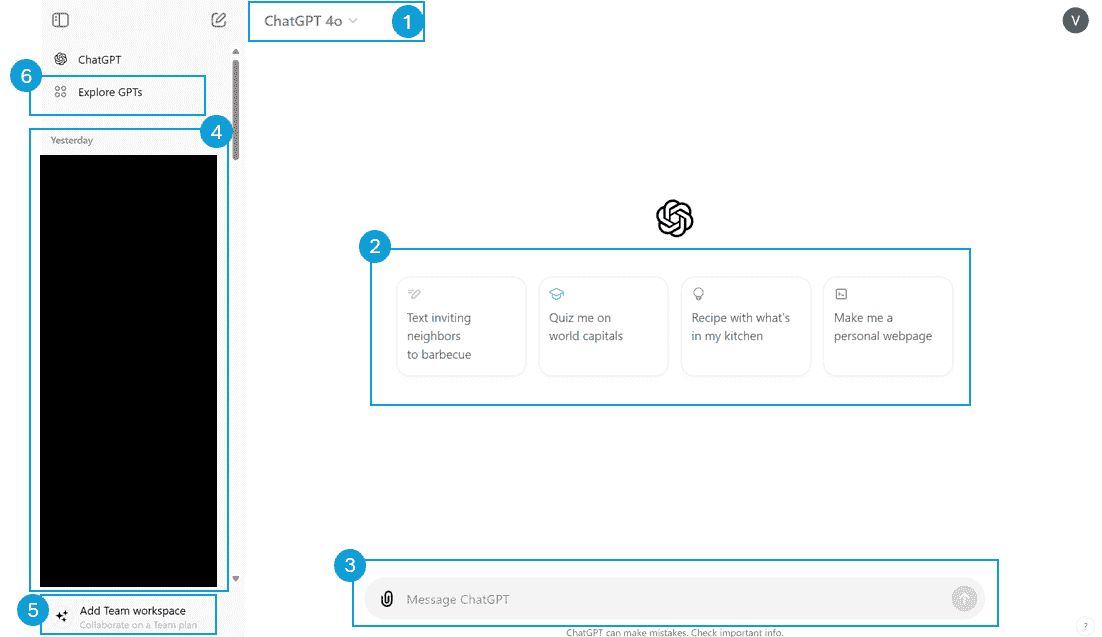 ChatGPT 4o
1
V
ChatGPT
6
Explore GPTs
4
Yesterday
2
Text inviting
neighbors
to barbecue
Quiz me on
world capitals
Recipe with what's
in my kitchen
Make me a
personal webpage
3
Message ChatGPT
5
Add Team workspace
Collaborate on a Team plan
ChatGPT can make mistakes. Check important info.
?